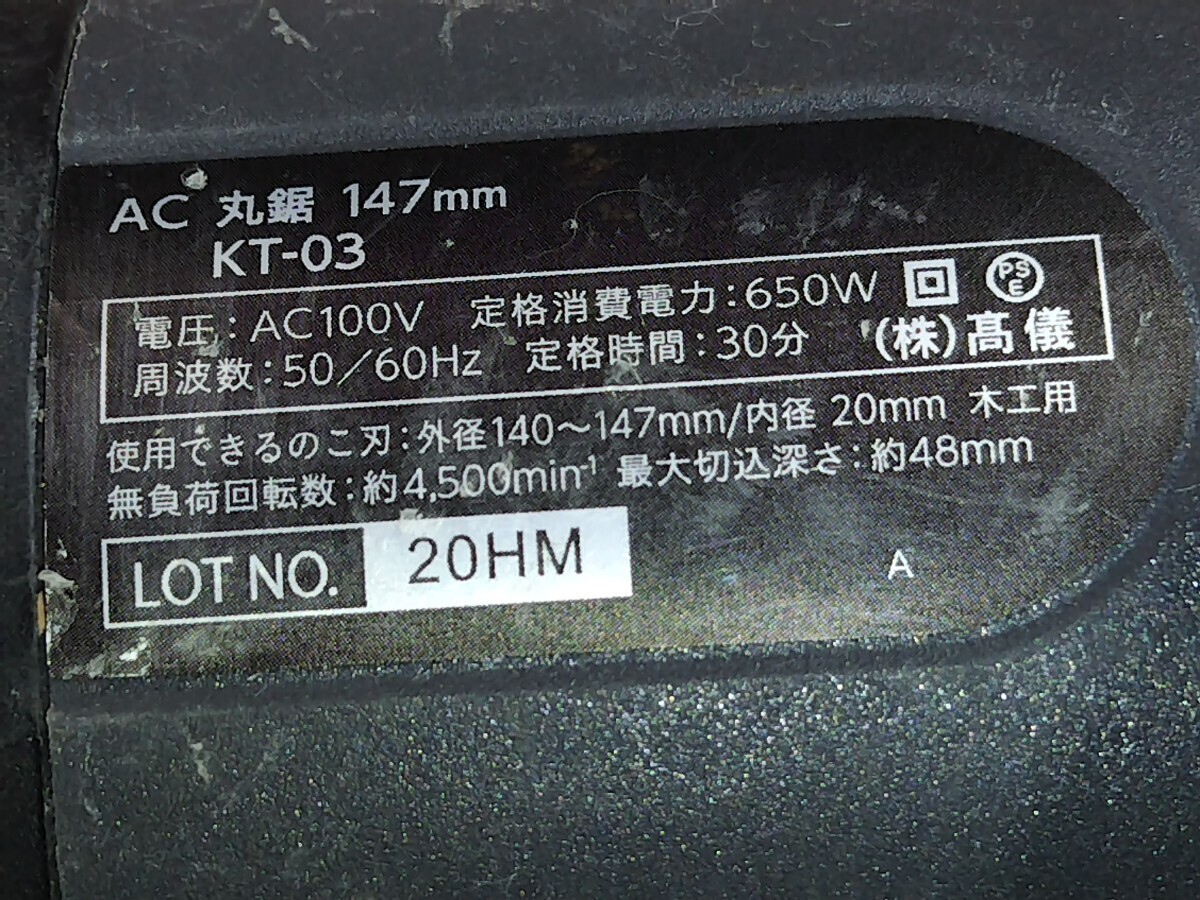 AC 丸鋸 147mm
KT-03
電圧：AC100V 定格消費電力：650W PSE
周波数：50／60Hz 定格時間：30分 (株)髙儀
使用できるのこ刃：外径140～147mm/内径 20mm 木工用
無負荷回転数：約4,500min⁻¹ 最大切込深さ：約48mm
LOT NO. 20HM
A